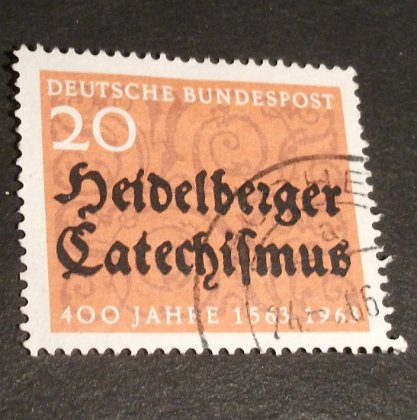 DEUTSCHE BUNDESPOST
20
Heidelberger
Catechismus
400 JAHRE 1563 1963